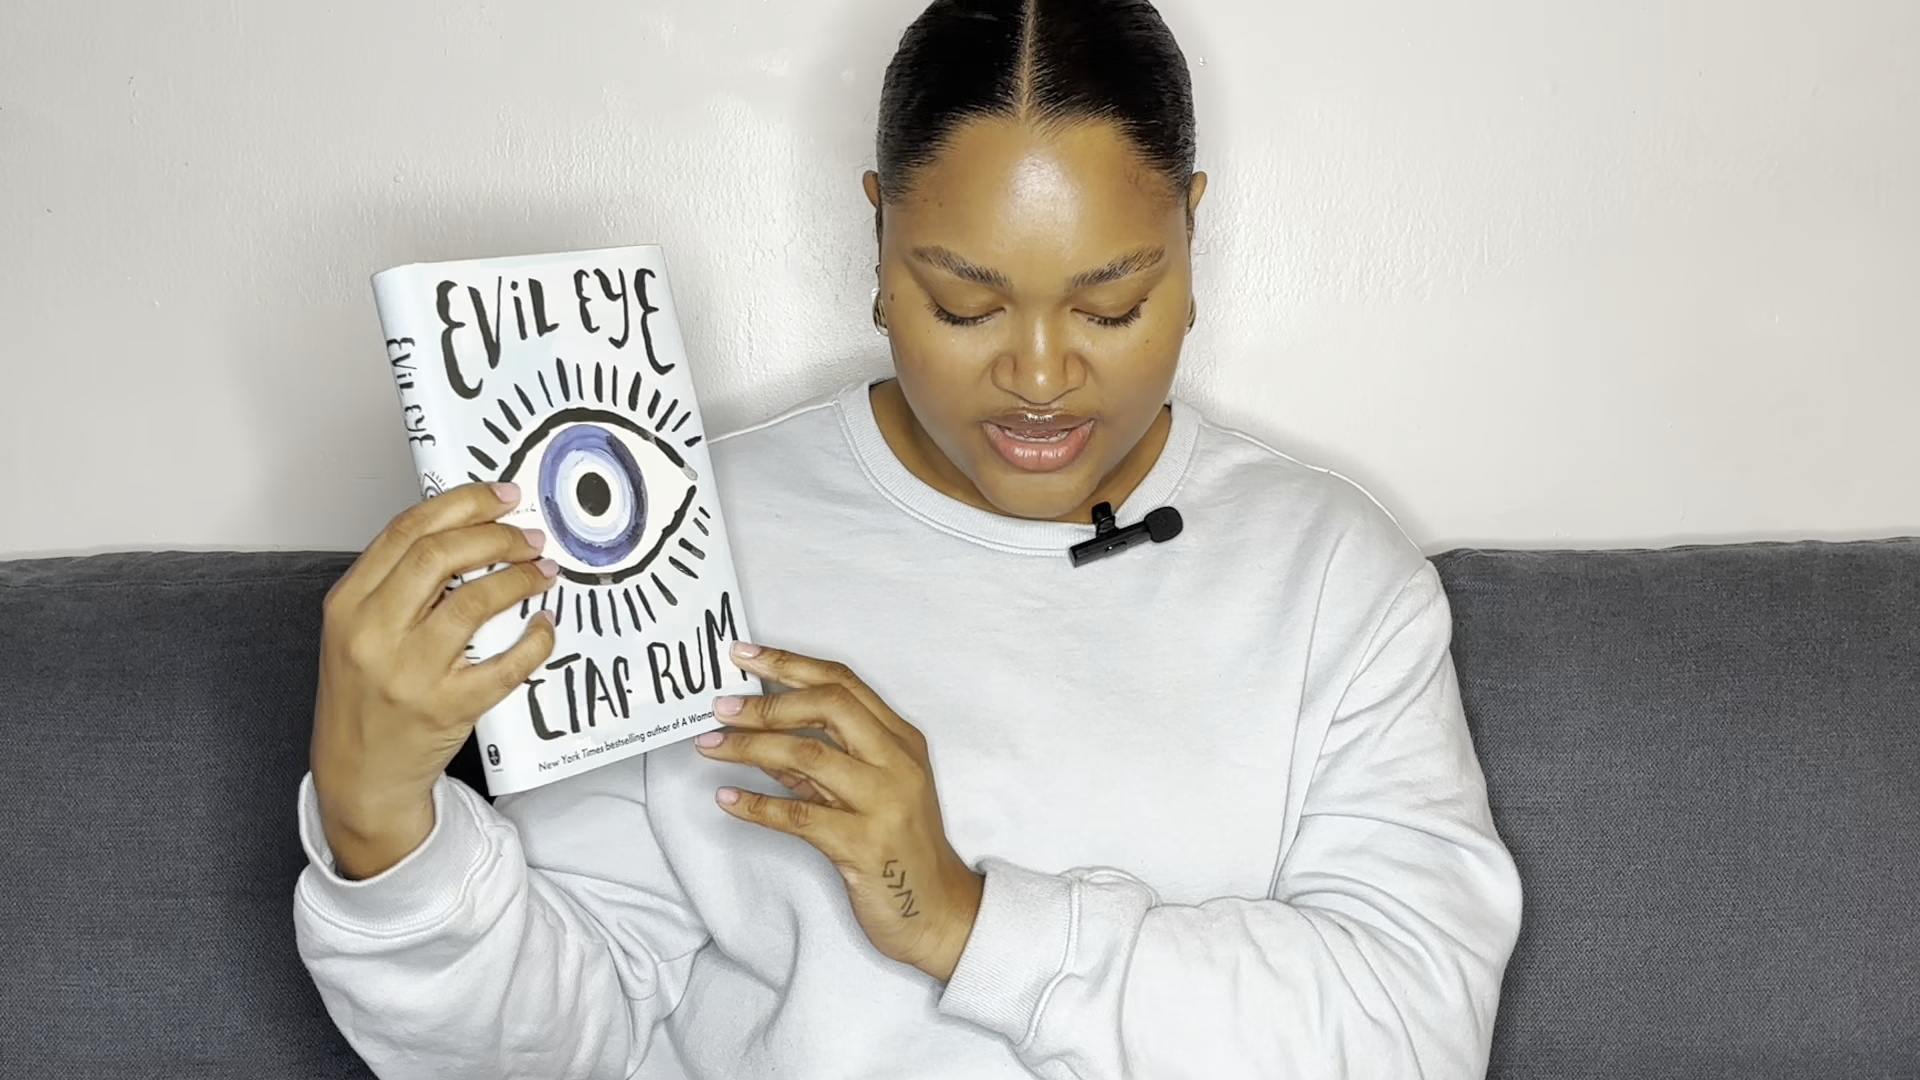 EViL EYE
EViL EYE
ETAF RUM
New York Times bestselling author of A Woman
G>∧∨